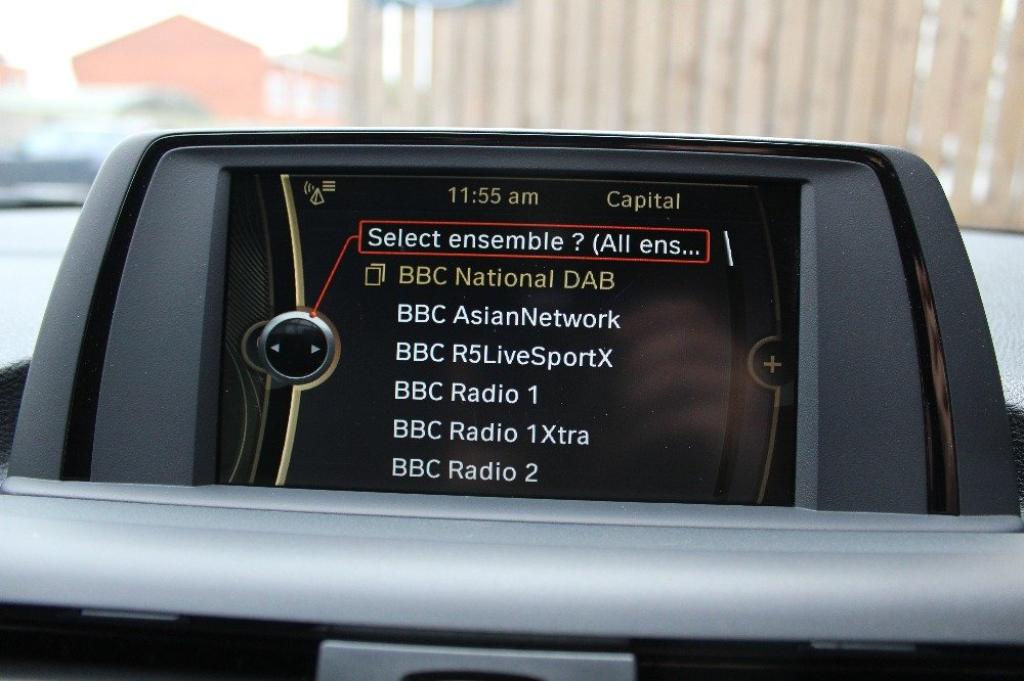 11:55 am Capital
Select ensemble ? (All ens...
BBC National DAB
BBC AsianNetwork
BBC R5LiveSportX
BBC Radio 1
BBC Radio 1Xtra
BBC Radio 2